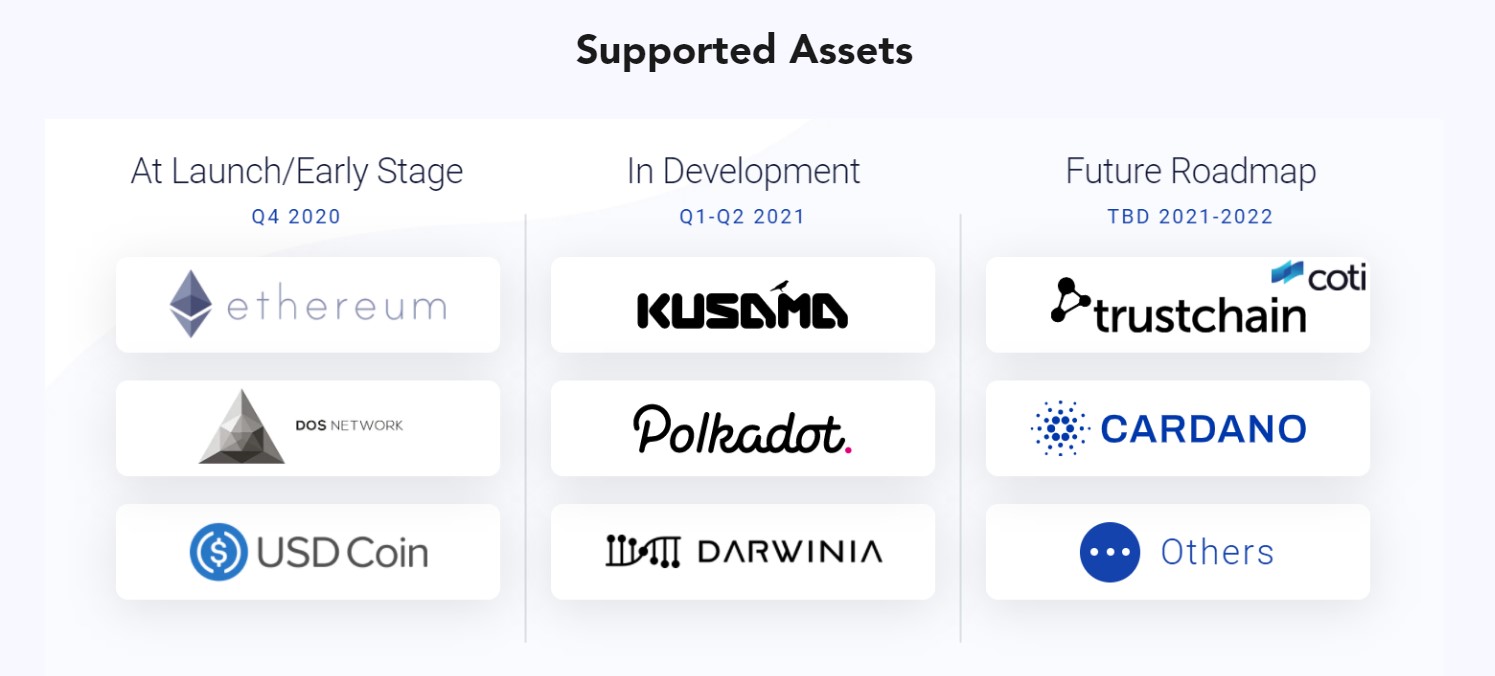 Supported Assets
At Launch/Early Stage
Q4 2020
ethereum
DOS NETWORK
USD Coin
In Development
Q1-Q2 2021
KUSAMA
Polkadot.
DARWINIA
Future Roadmap
TBD 2021-2022
coti
trustchain
CARDANO
Others